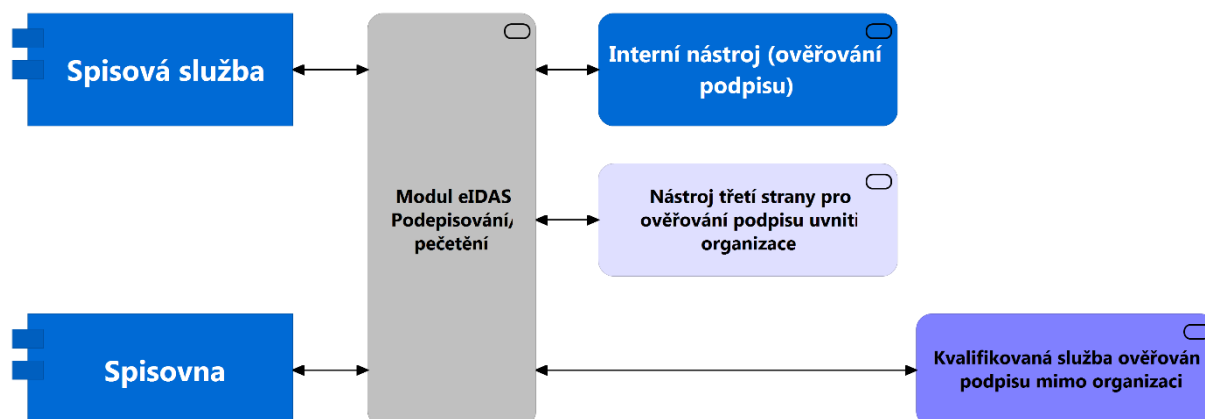 Spisová služba
Interní nástroj (ověřování
podpisu)
Modul eIDAS
Podepisování/
pečetění
Nástroj třetí strany pro
ověřování podpisu uvniti
organizace
Spisovna
Kvalifikovaná služba ověřován
podpisu mimo organizaci